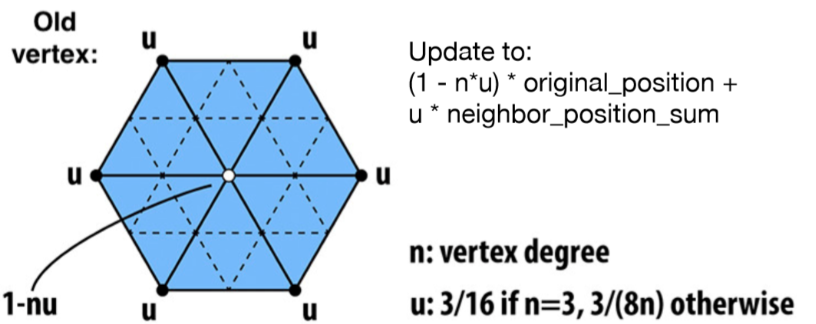 Old
vertex:
u
u
Update to:
(1 - n*u) * original_position +
u * neighbor_position_sum
u
u
n: vertex degree
1-nu
u
u
u: 3/16 if n=3, 3/(8n) otherwise